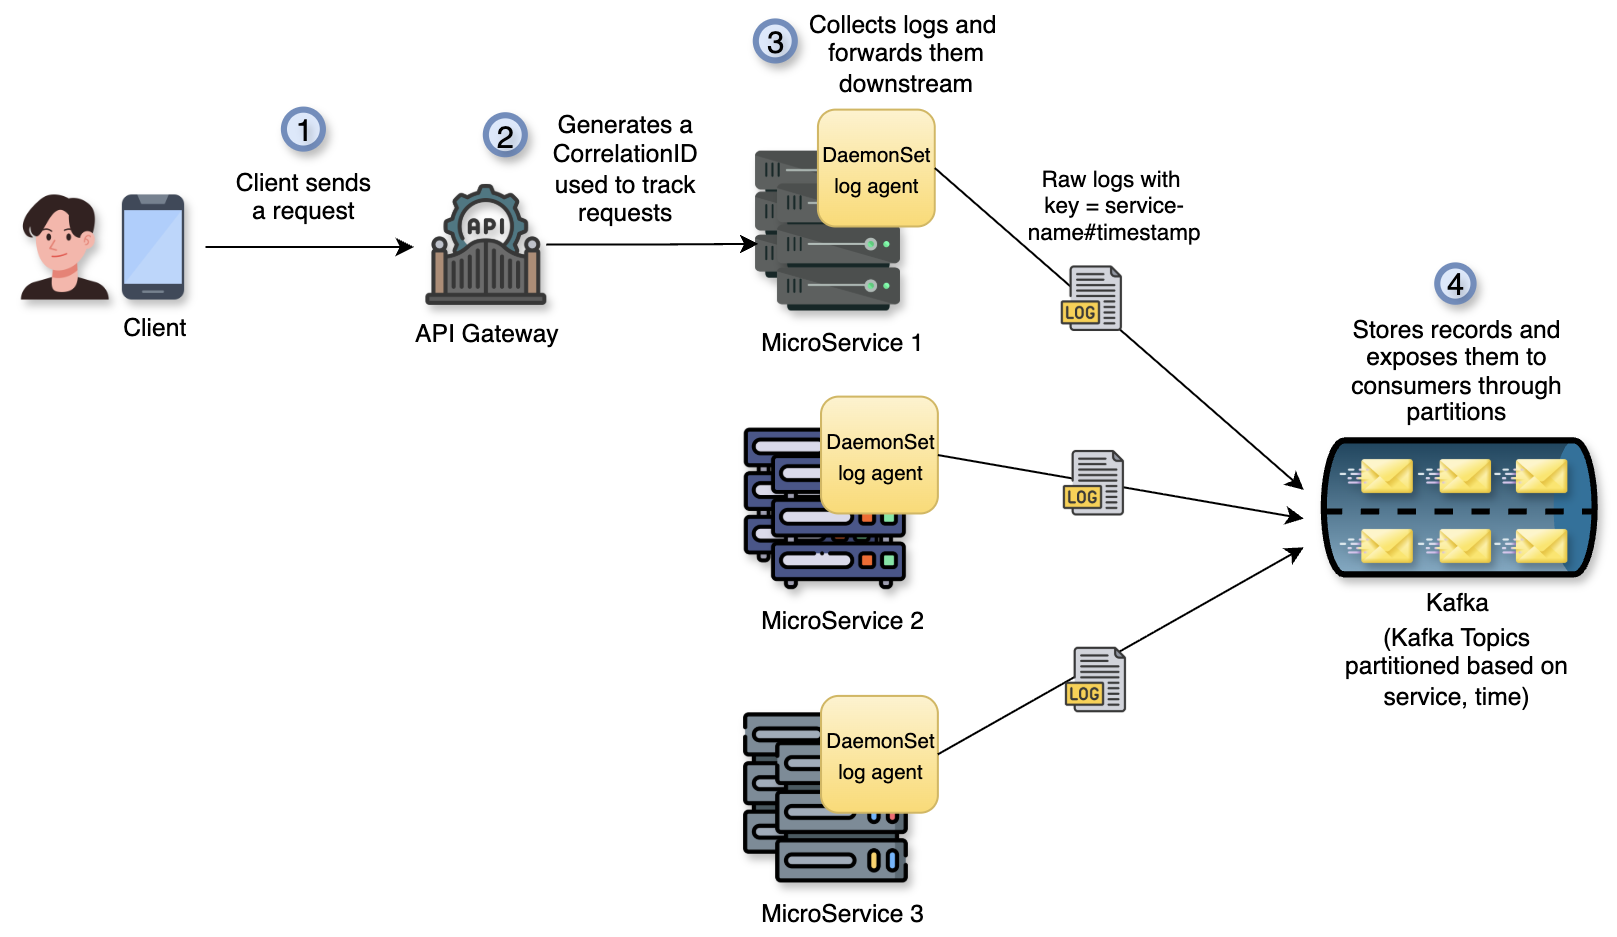 3
Collects logs and
forwards them
downstream
1
Client sends
a request
2
Generates a
CorrelationID
used to track
requests
DaemonSet
log agent
Raw logs with
key = service-
name#timestamp
API
LOG
Client
API Gateway
MicroService 1
4
Stores records and
exposes them to
consumers through
partitions
DaemonSet
log agent
LOG
MicroService 2
Kafka
(Kafka Topics
partitioned based on
service, time)
LOG
DaemonSet
log agent
MicroService 3